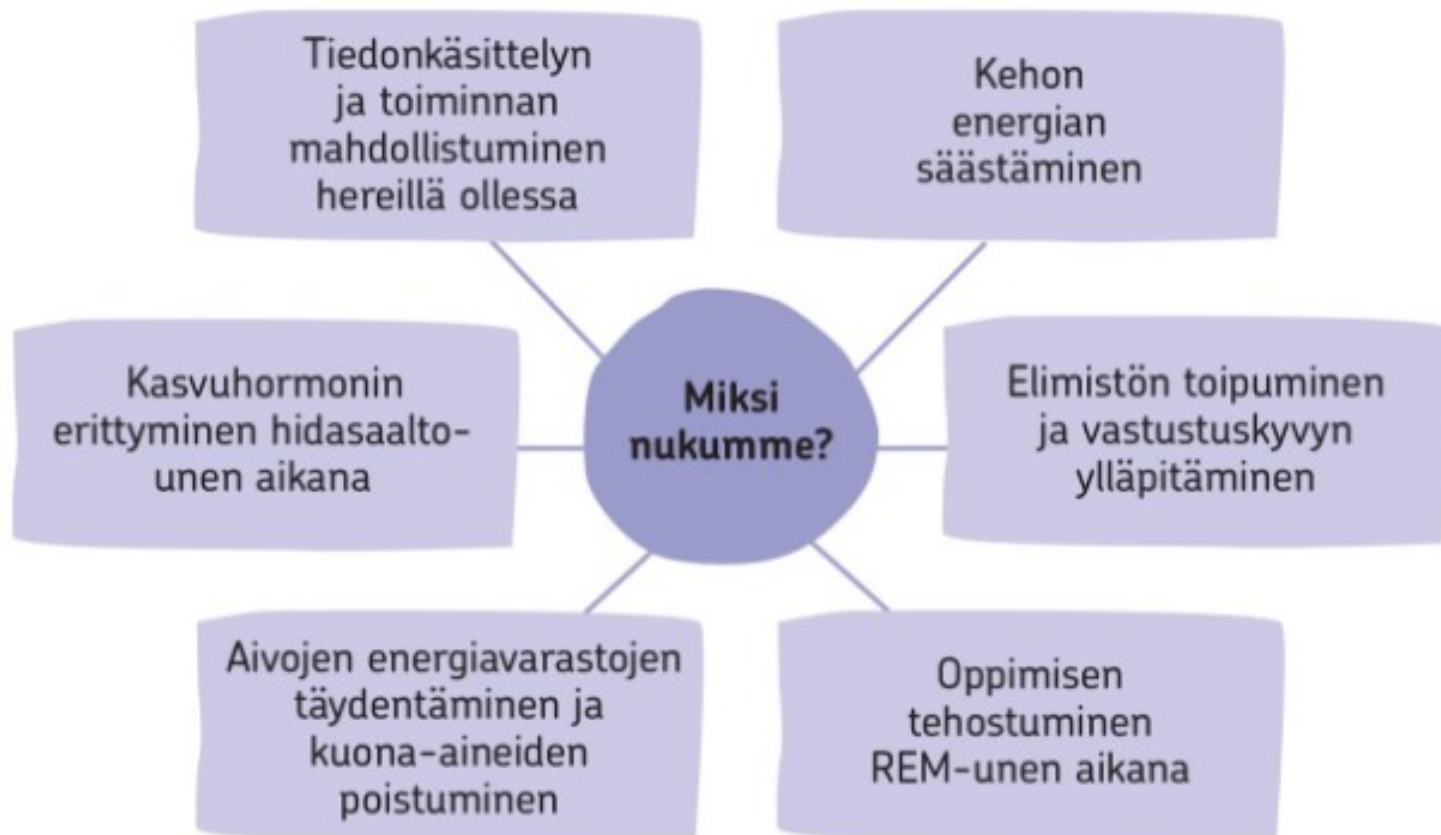 Tiedonkäsittelyn
ja toiminnan
mahdollistuminen
hereillä ollessa
Kehon
energian
säästäminen
Kasvuhormonin
erittyminen hidasaalto-
unen aikana
Miksi
nukumme?
Elimistön toipuminen
ja vastustuskyvyn
ylläpitäminen
Aivojen energiavarastojen
täydentäminen ja
kuona-aineiden
poistuminen
Oppimisen
tehostuminen
REM-unen aikana